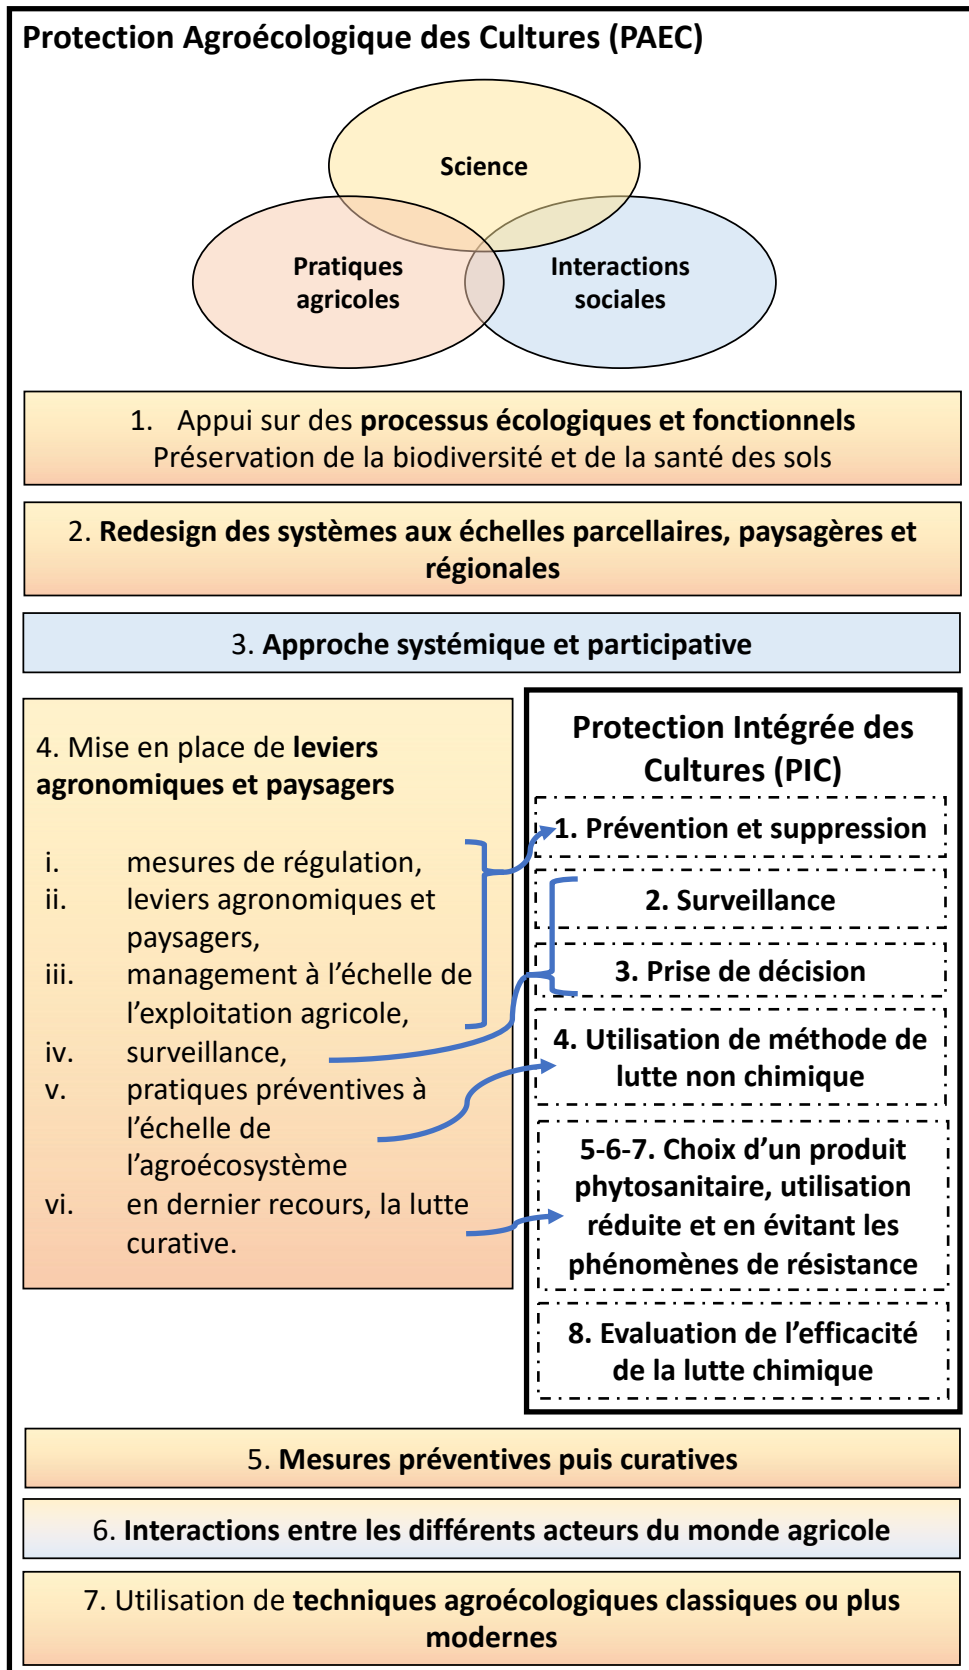 Protection Agroécologique des Cultures (PAEC)
Science
Pratiques
agricoles
Interactions
sociales
1. Appui sur des processus écologiques et fonctionnels
Préservation de la biodiversité et de la santé des sols
2. Redesign des systèmes aux échelles parcellaires, paysagères et
régionales
3. Approche systémique et participative
4. Mise en place de leviers
agronomiques et paysagers
i. mesures de régulation,
ii. leviers agronomiques et
paysagers,
iii. management à l’échelle de
l’exploitation agricole,
iv. surveillance,
v. pratiques préventives à
l’échelle de
l’agroécosystème
vi. en dernier recours, la lutte
curative.
Protection Intégrée des
Cultures (PIC)
1. Prévention et suppression
2. Surveillance
3. Prise de décision
4. Utilisation de méthode de
lutte non chimique
5-6-7. Choix d’un produit
phytosanitaire, utilisation
réduite et en évitant les
phénomènes de résistance
8. Evaluation de l’efficacité
de la lutte chimique
5. Mesures préventives puis curatives
6. Interactions entre les différents acteurs du monde agricole
7. Utilisation de techniques agroécologiques classiques ou plus
modernes